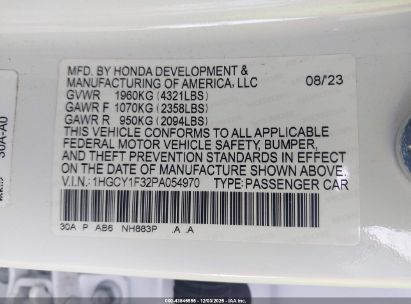 MFD. BY HONDA DEVELOPMENT &
MANUFACTURING OF AMERICA, LLC 08/23
GVWR 1960KG (4321LBS)
GAWR F 1070KG (2358LBS)
GAWR R 950KG (2094LBS)
THIS VEHICLE CONFORMS TO ALL APPLICABLE
FEDERAL MOTOR VEHICLE SAFETY, BUMPER,
AND THEFT PREVENTION STANDARDS IN EFFECT
ON THE DATE OF MANUFACTURE SHOWN ABOVE.
V.I.N.: 1HGCY1F32PA054970 TYPE: PASSENGER CAR
30A P AB6 NH883P .A .A
30A-A0